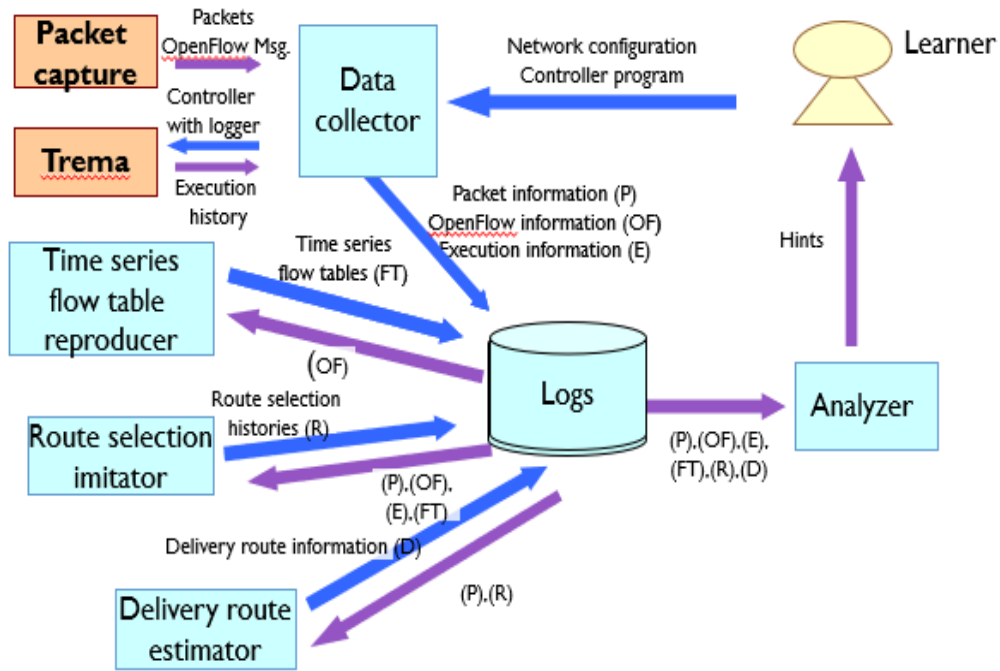 Packet
capture
Packets
OpenFlow Msg.
Data
collector
Network configuration
Controller program
Learner
Controller
with logger
Trema
Execution
history
Packet information (P)
OpenFlow information (OF)
Execution information (E)
Hints
Time series
flow table
reproducer
Time series
flow tables (FT)
(OF)
Logs
Analyzer
(P),(OF),(E),
(FT),(R),(D)
Route selection
imitator
Route selection
histories (R)
(P),(OF),
(E),(FT)
Delivery route information (D)
(P),(R)
Delivery route
estimator